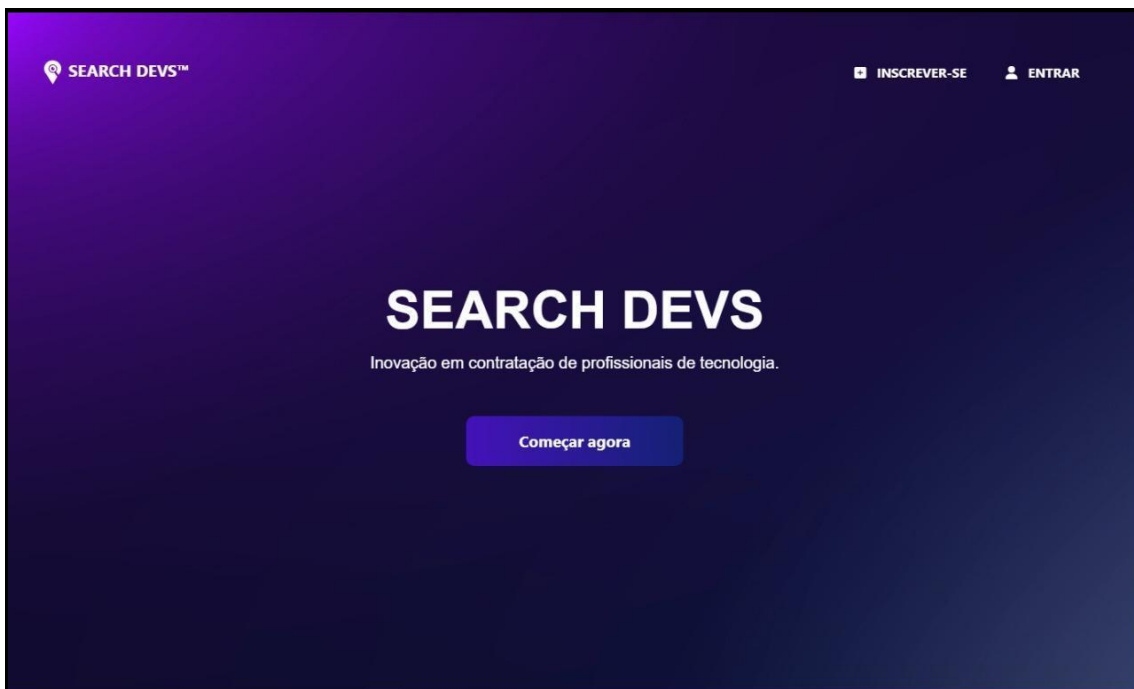 SEARCH DEVS™
INSCREVER-SE
ENTRAR
SEARCH DEVS
Inovação em contratação de profissionais de tecnologia.
Começar agora